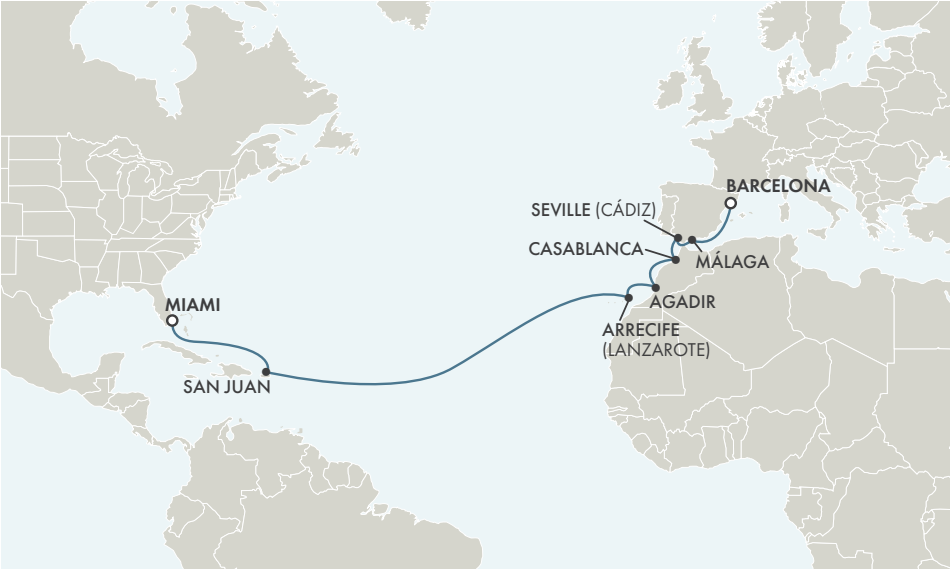 BARCELONA
SEVILLE (CÁDIZ)
CASABLANCA
MÁLAGA
AGADIR
MIAMI
ARRECIFE
(LANZAROTE)
SAN JUAN